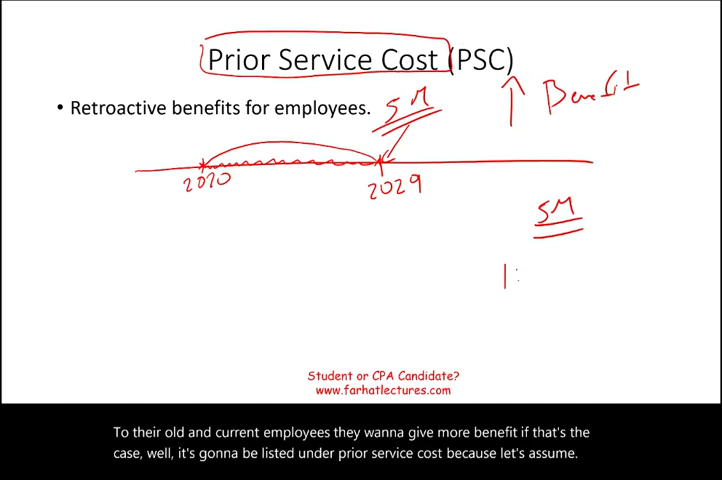 Prior Service Cost (PSC)
• Retroactive benefits for employees.
5M
↑ Benefit
2020
2029
5M
Student or CPA Candidate?
www.farhatlectures.com
To their old and current employees they wanna give more benefit if that's the
case, well, it's gonna be listed under prior service cost because let's assume.